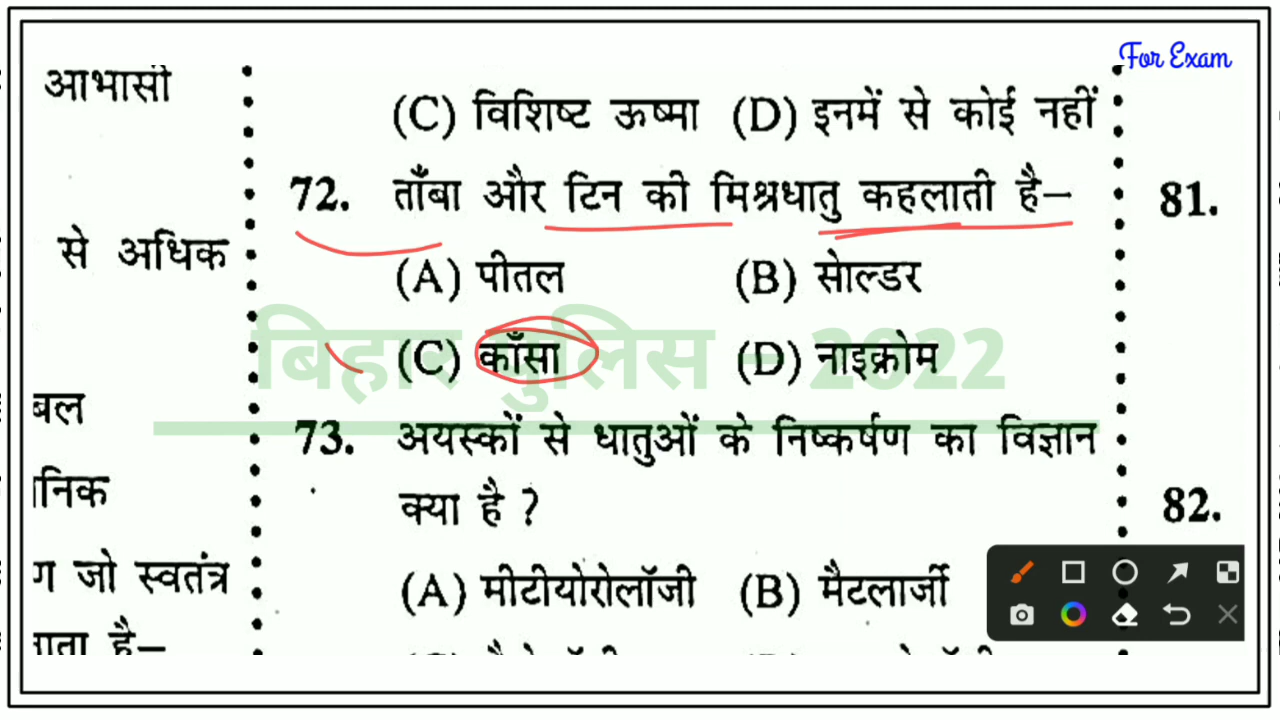 For Exam
आभासी
से अधिक
बल
निक
ग जो स्वतंत्र
है—
(C) विशिष्ट ऊष्मा (D) इनमें से कोई नहीं
72. ताँबा और टिन की मिश्रधातु कहलाती है—
(A) पीतल (B) सेाल्डर
(C) काँसा (D) नाइक्रोम
बिहार पुलिस – 2022
73. अयस्कों से धातुओं के निष्कर्षण का विज्ञान
क्या है ?
(A) मीटीयोरोलॉजी (B) मैटलार्जी
81.
82.